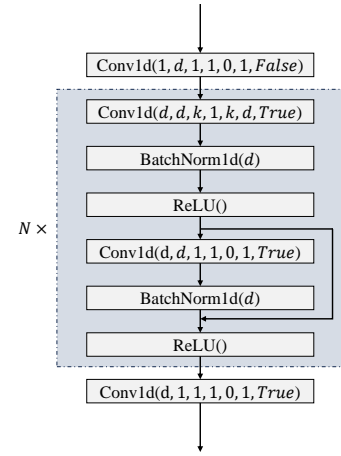 Conv1d(1, d, 1, 1, 0, 1, False)
Conv1d(d, d, k, 1, k, d, True)
BatchNorm1d(d)
ReLU()
N ×
Conv1d(d, d, 1, 1, 0, 1, True)
BatchNorm1d(d)
ReLU()
Conv1d(d, 1, 1, 1, 0, 1, True)